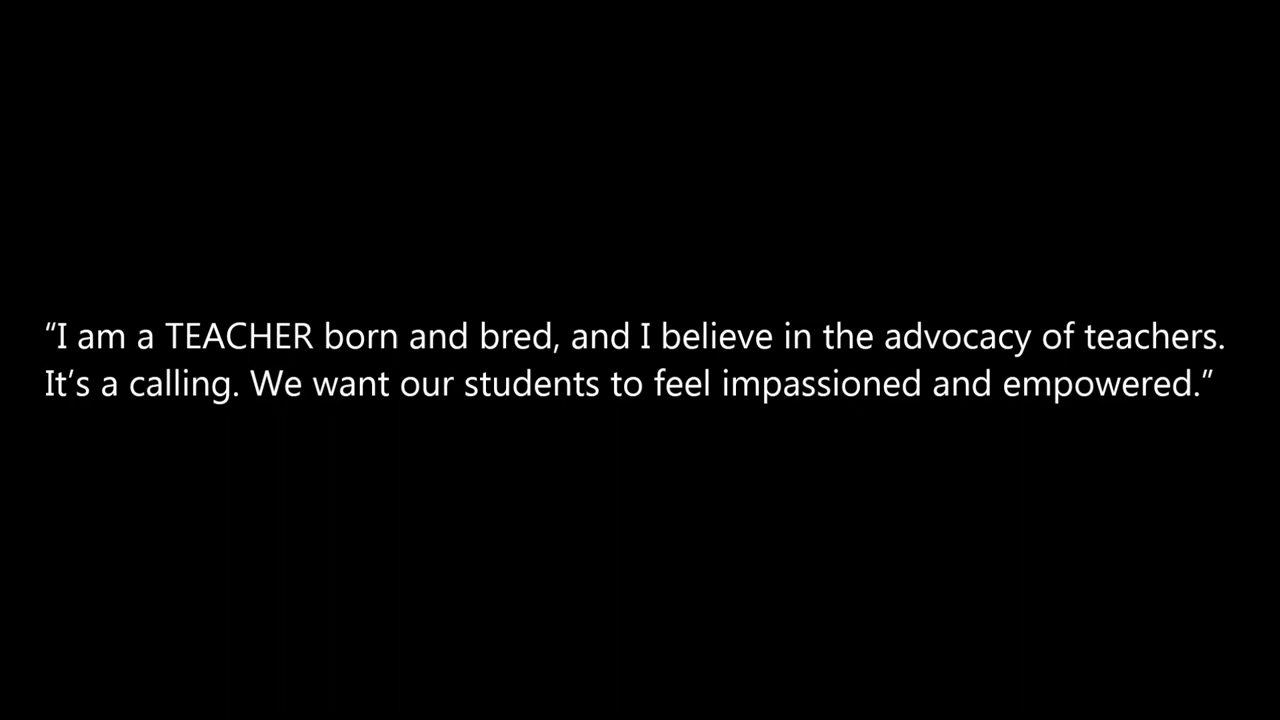 “I am a TEACHER born and bred, and I believe in the advocacy of teachers.
It’s a calling. We want our students to feel impassioned and empowered.”